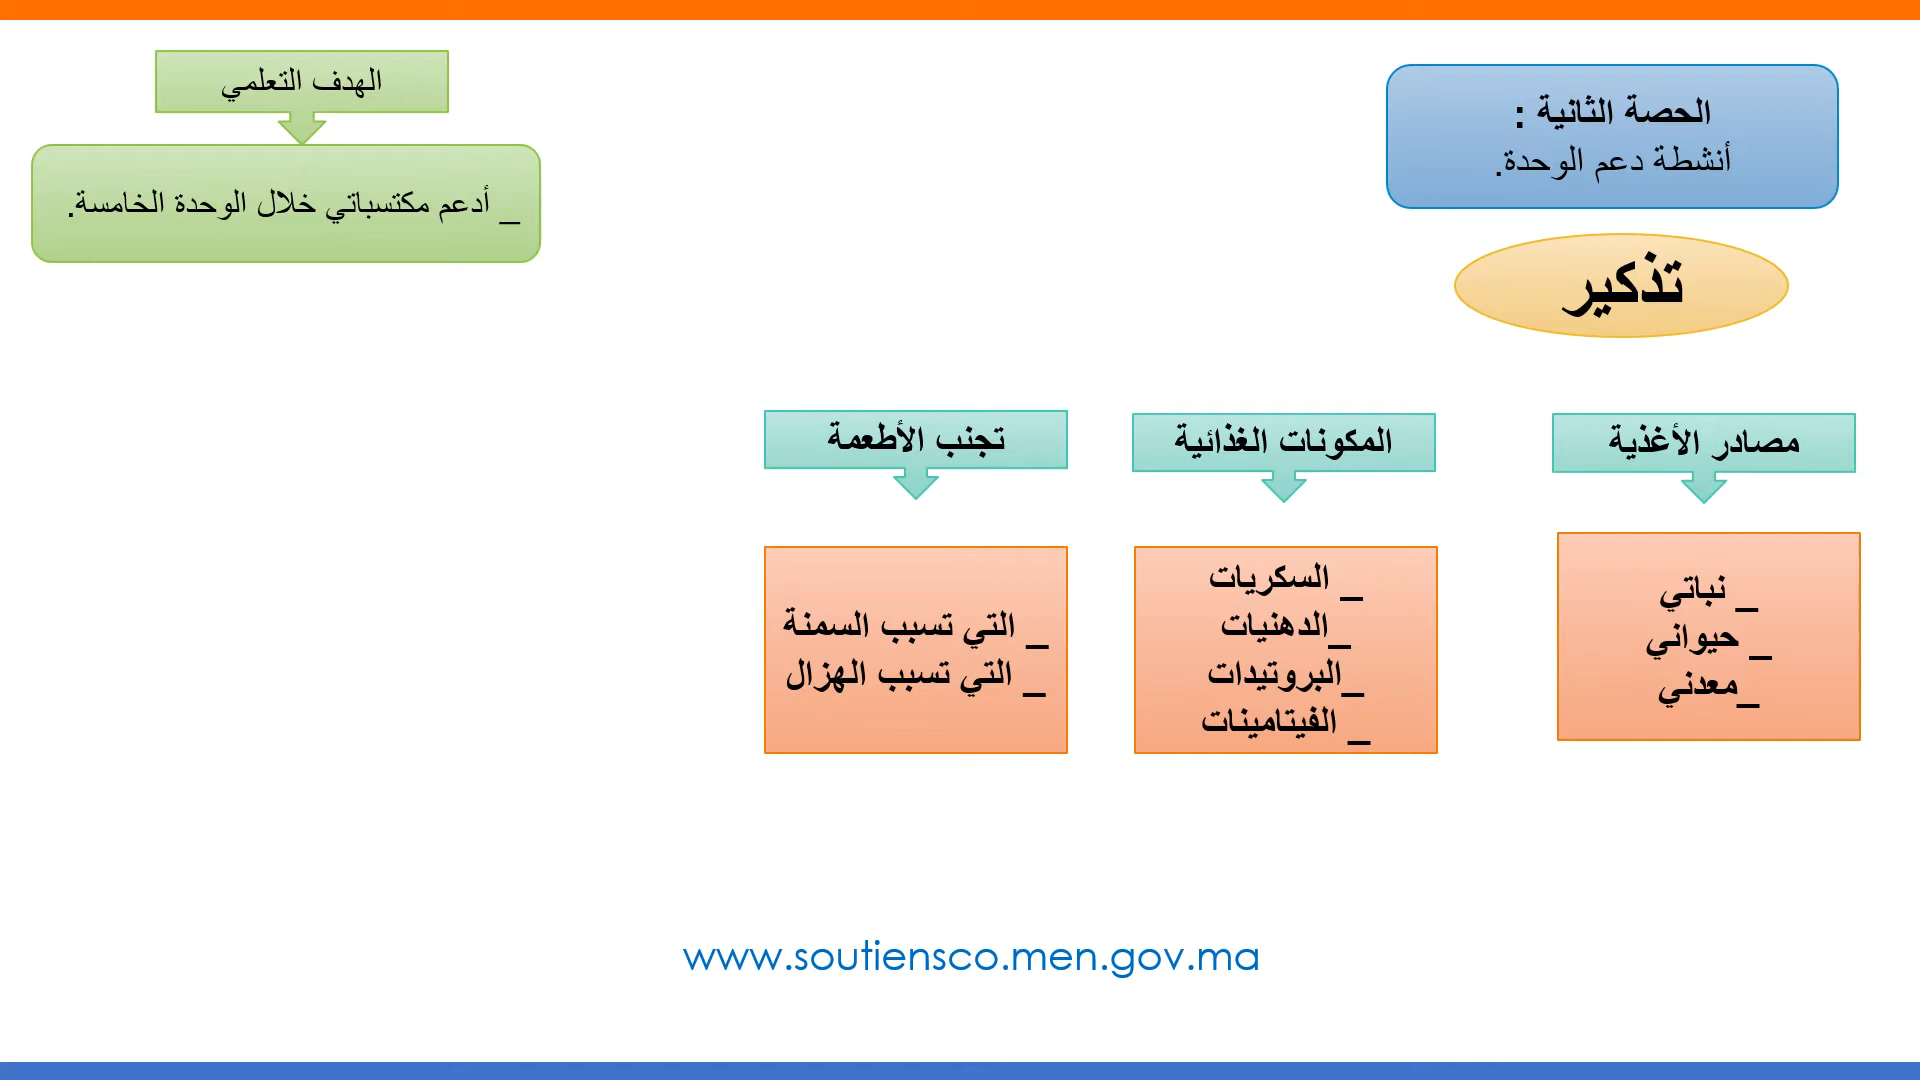 الحصة الثانية :
أنشطة دعم الوحدة.
الهدف التعلمي
_ أدعم مكتسباتي خلال الوحدة الخامسة.
تذكير
مصادر الأغذية
_ نباتي
_ حيواني
_معدني
المكونات الغذائية
_ السكريات
_الدهنيات
_البروتيدات
_ الفيتامينات
تجنب الأطعمة
_ التي تسبب السمنة
_ التي تسبب الهزال
www.soutiensco.men.gov.ma